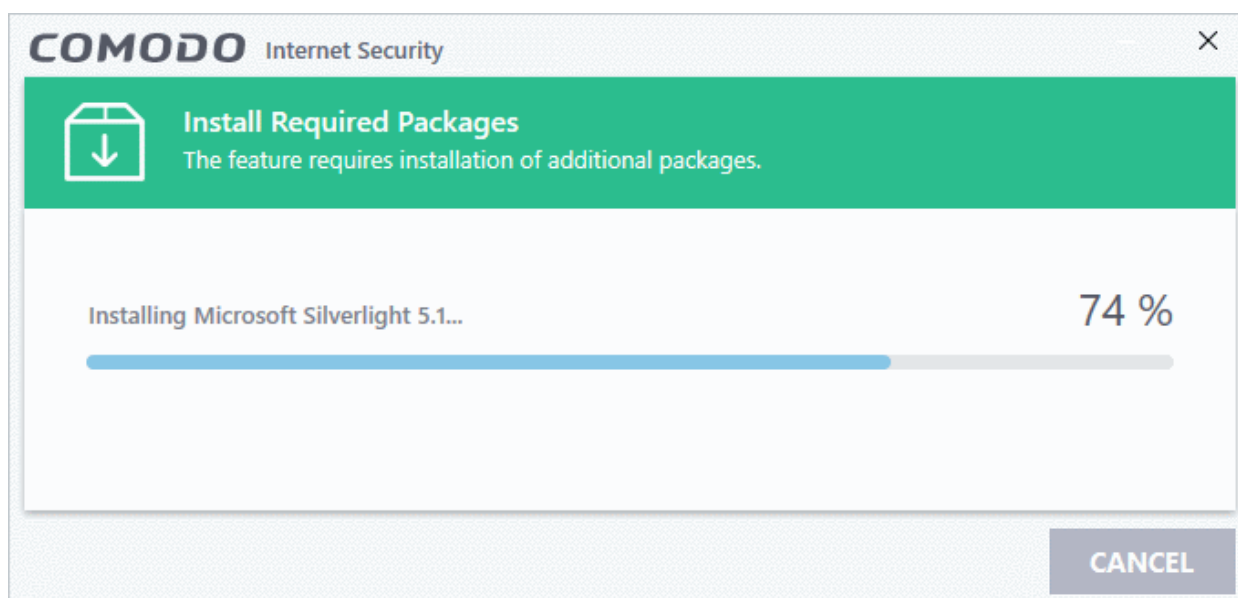 COMODO Internet Security
Install Required Packages
The feature requires installation of additional packages.
Installing Microsoft Silverlight 5.1... 74 %
CANCEL